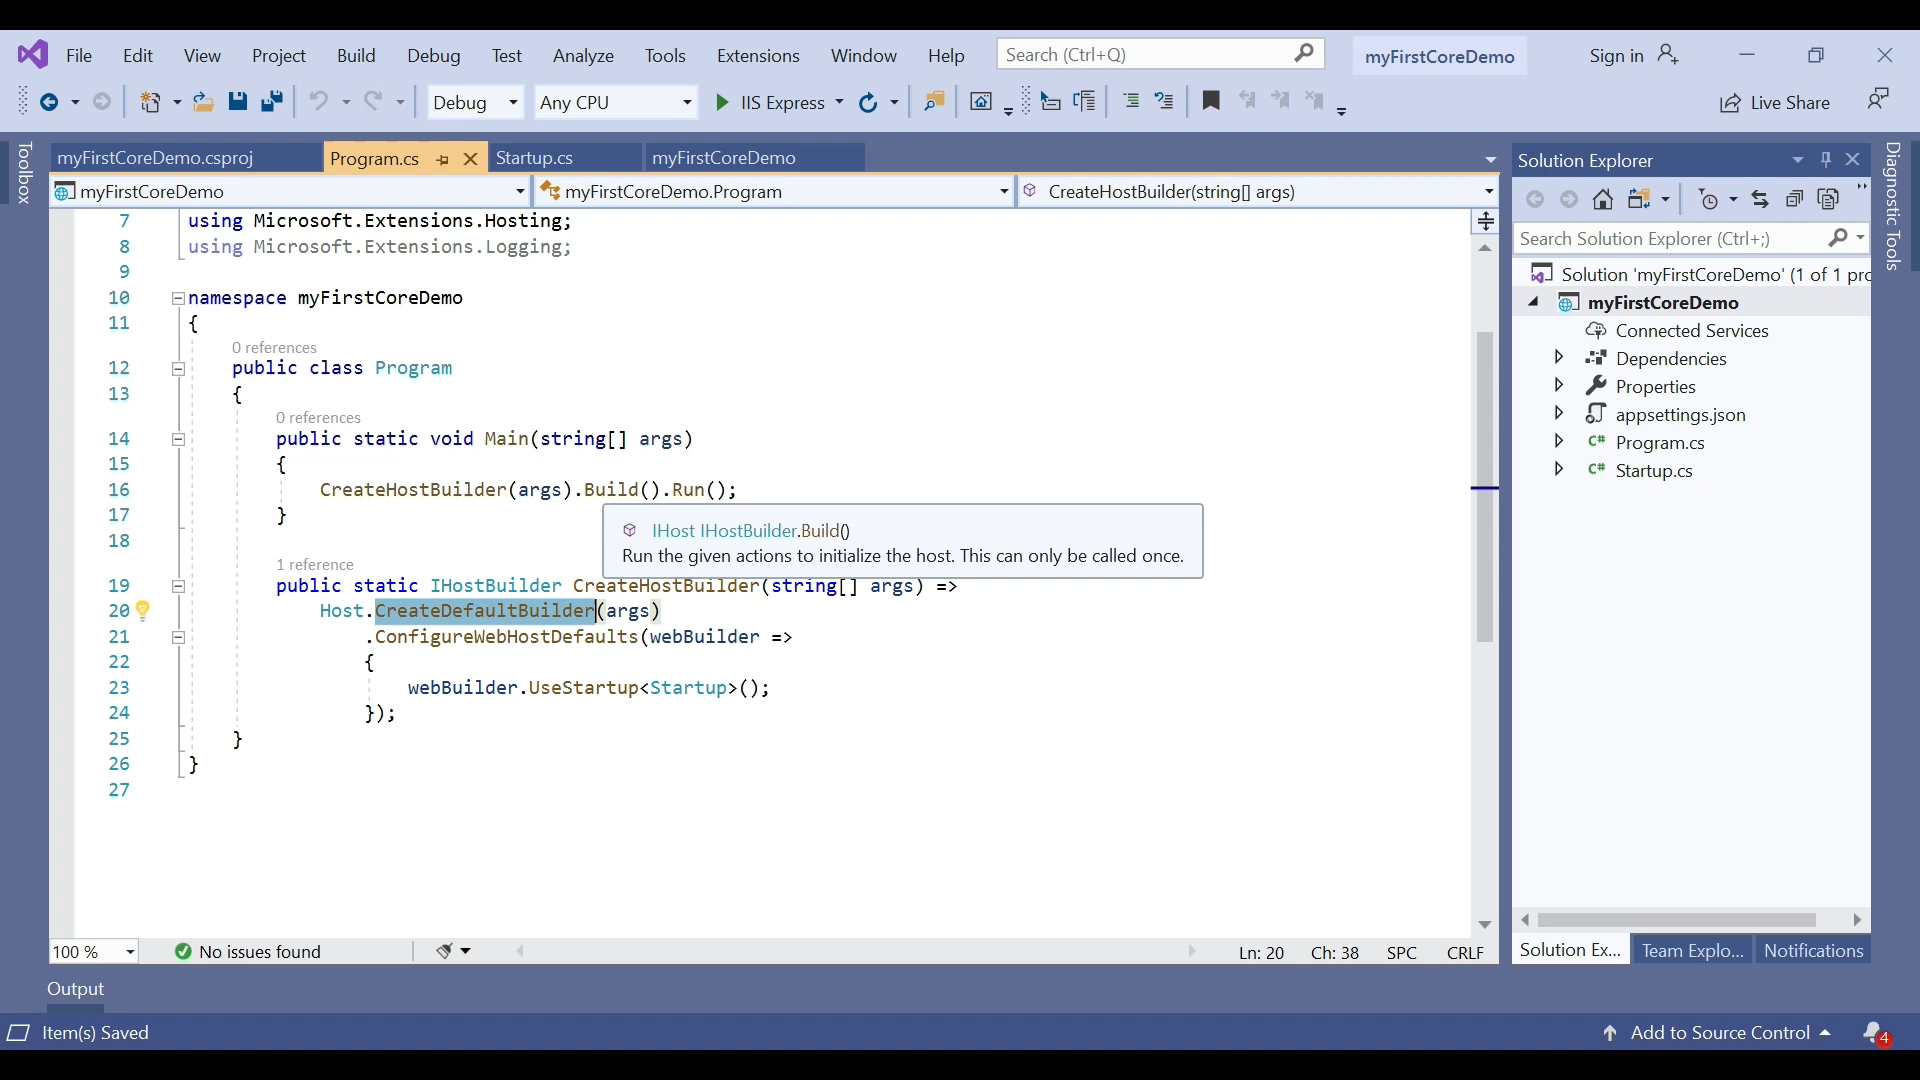 File Edit View Project Build Debug Test Analyze Tools Extensions Window Help Search (Ctrl+Q) myFirstCoreDemo Sign in
Debug Any CPU IIS Express Live Share
Toolbox
myFirstCoreDemo.csproj Program.cs Startup.cs myFirstCoreDemo
myFirstCoreDemo myFirstCoreDemo.Program CreateHostBuilder(string[] args)
7 using Microsoft.Extensions.Hosting;
8 using Microsoft.Extensions.Logging;
9
10 namespace myFirstCoreDemo
11 {
0 references
12 public class Program
13 {
0 references
14 public static void Main(string[] args)
15 {
16 CreateHostBuilder(args).Build().Run();
17 }
18
IHost IHostBuilder.Build()
Run the given actions to initialize the host. This can only be called once.
1 reference
19 public static IHostBuilder CreateHostBuilder(string[] args) =>
20 Host.CreateDefaultBuilder(args)
21 .ConfigureWebHostDefaults(webBuilder =>
22 {
23 webBuilder.UseStartup<Startup>();
24 });
25 }
26 }
27
100 % No issues found Ln: 20 Ch: 38 SPC CRLF
Solution Explorer
Search Solution Explorer (Ctrl+;)
Solution 'myFirstCoreDemo' (1 of 1 pro
myFirstCoreDemo
Connected Services
Dependencies
Properties
appsettings.json
C# Program.cs
C# Startup.cs
Solution Ex... Team Explo... Notifications
Diagnostic Tools
Output
Item(s) Saved Add to Source Control 4